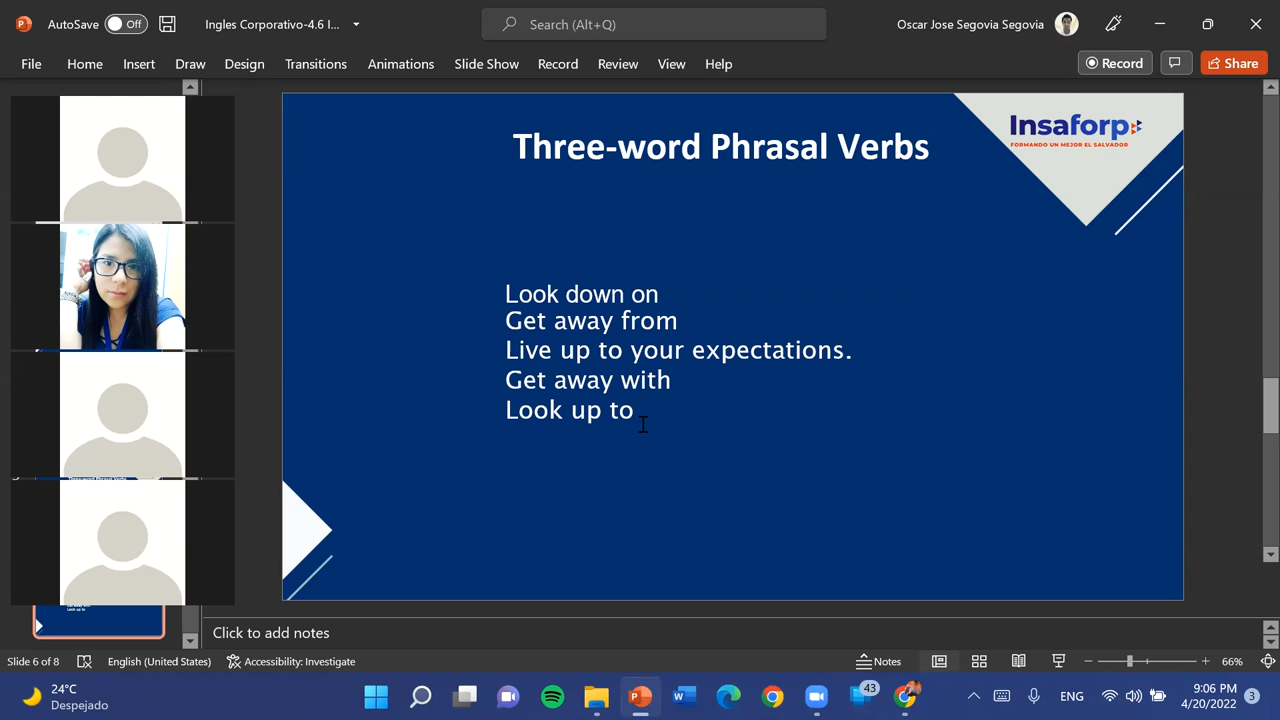 AutoSave Off Ingles Corporativo-4.6 I... Search (Alt+Q) Oscar Jose Segovia Segovia
File Home Insert Draw Design Transitions Animations Slide Show Record Review View Help Record Share
Insaforp
FORMANDO UN MEJOR EL SALVADOR
Three-word Phrasal Verbs
Look down on
Get away from
Live up to your expectations.
Get away with
Look up to
Look up to
Click to add notes
Slide 6 of 8 English (United States) Accessibility: Investigate Notes 66%
24°C
Despejado
43
ENG
9:06 PM
4/20/2022
3